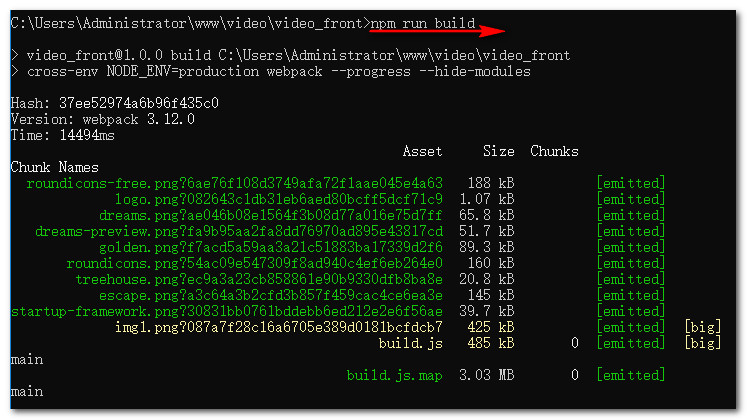 C:\Users\Administrator\www\video\video_front>npm run build
> video_front@1.0.0 build C:\Users\Administrator\www\video\video_front
> cross-env NODE_ENV=production webpack --progress --hide-modules
Hash: 37ee52974a6b96f435c0
Version: webpack 3.12.0
Time: 14494ms
Asset Size Chunks
Chunk Names
roundicons-free.png?6ae76f108d3749afa72f1aae045e4a63 188 kB [emitted]
logo.png?082643c1db31eb6aed80bcff5dcf71c9 1.07 kB [emitted]
dreams.png?ae046b08e1564f3b08d77a016e75d7ff 65.8 kB [emitted]
dreams-preview.png?fa9b95aa2fa8dd76970ad895e43817cd 51.7 kB [emitted]
golden.png?f7acd5a59aa3a21c51883ba17339d2f6 89.3 kB [emitted]
roundicons.png?54ac09e547309f8ad940c4ef6eb264e0 160 kB [emitted]
treehouse.png?ec9a3a23cb858861e90b9330dfb8ba8e 20.8 kB [emitted]
escape.png?a3c64a3b2cfd3b857f459cac4ce6ea3e 145 kB [emitted]
startup-framework.png?30831bb0761bddebb6ed212e2e6f56ae 39.7 kB [emitted]
img1.png?087a7f28c16a6705e389d0181bcfdcb7 425 kB [emitted] [big]
build.js 485 kB 0 [emitted] [big]
main
build.js.map 3.03 MB 0 [emitted]
main